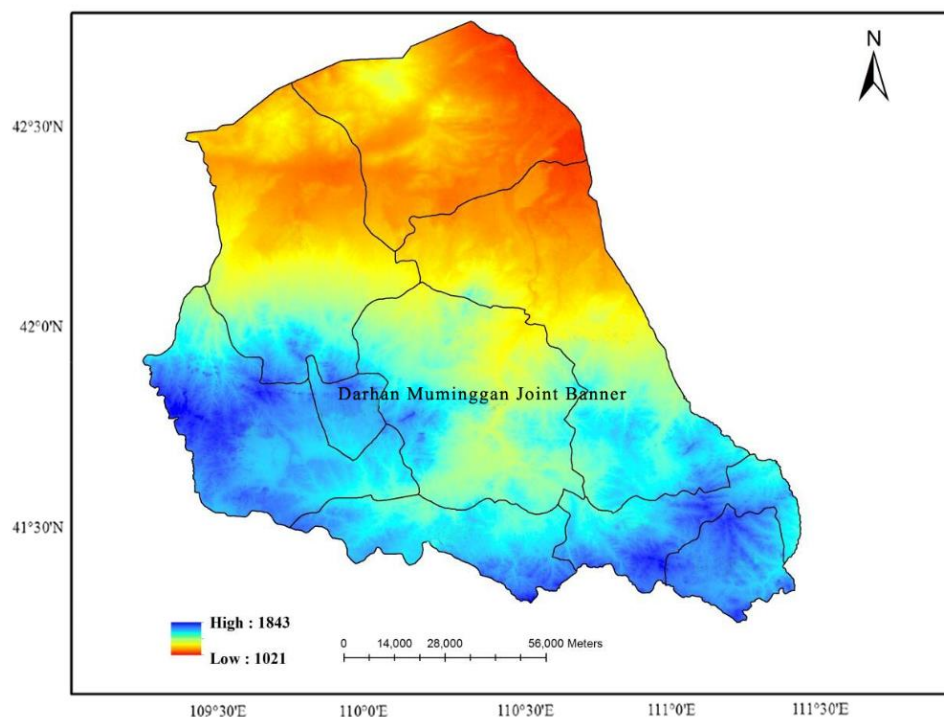 N
42°30'N
42°0'N
Darhan Muminggan Joint Banner
41°30'N
High : 1843
Low : 1021
0 14,000 28,000 56,000 Meters
109°30'E 110°0'E 110°30'E 111°0'E 111°30'E